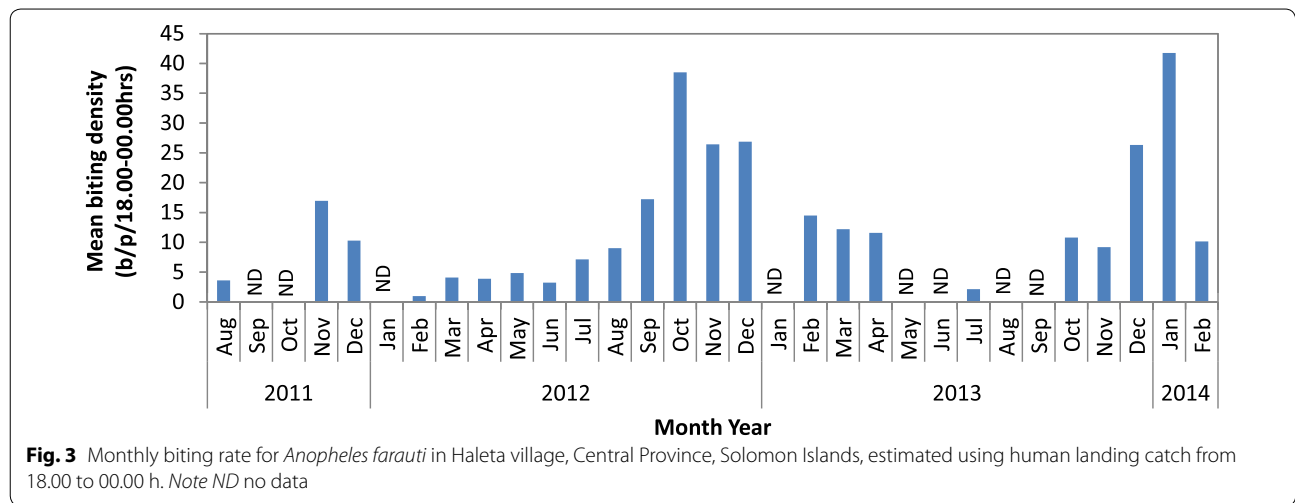 Mean biting density
(b/p/18.00-00.00hrs)
45
40
35
30
25
20
15
10
5
0
ND ND ND ND ND ND ND ND
Aug Sep Oct Nov Dec Jan Feb Mar Apr May Jun Jul Aug Sep Oct Nov Dec Jan Feb Mar Apr May Jun Jul Aug Sep Oct Nov Dec Jan Feb
2011 2012 2013 2014
Month Year
Fig. 3 Monthly biting rate for Anopheles farauti in Haleta village, Central Province, Solomon Islands, estimated using human landing catch from
18.00 to 00.00 h. Note ND no data